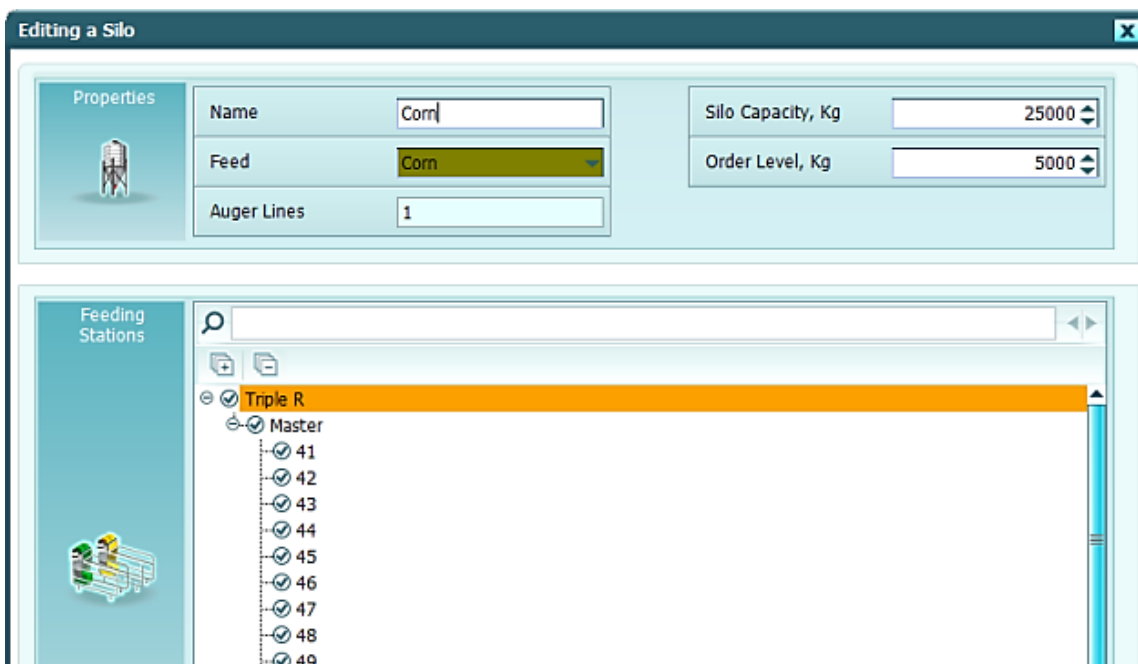 Editing a Silo
Properties
Name
Corn
Silo Capacity, Kg
25000
Feed
Corn
Order Level, Kg
5000
Auger Lines
1
Feeding
Stations
Triple R
Master
41
42
43
44
45
46
47
48
49